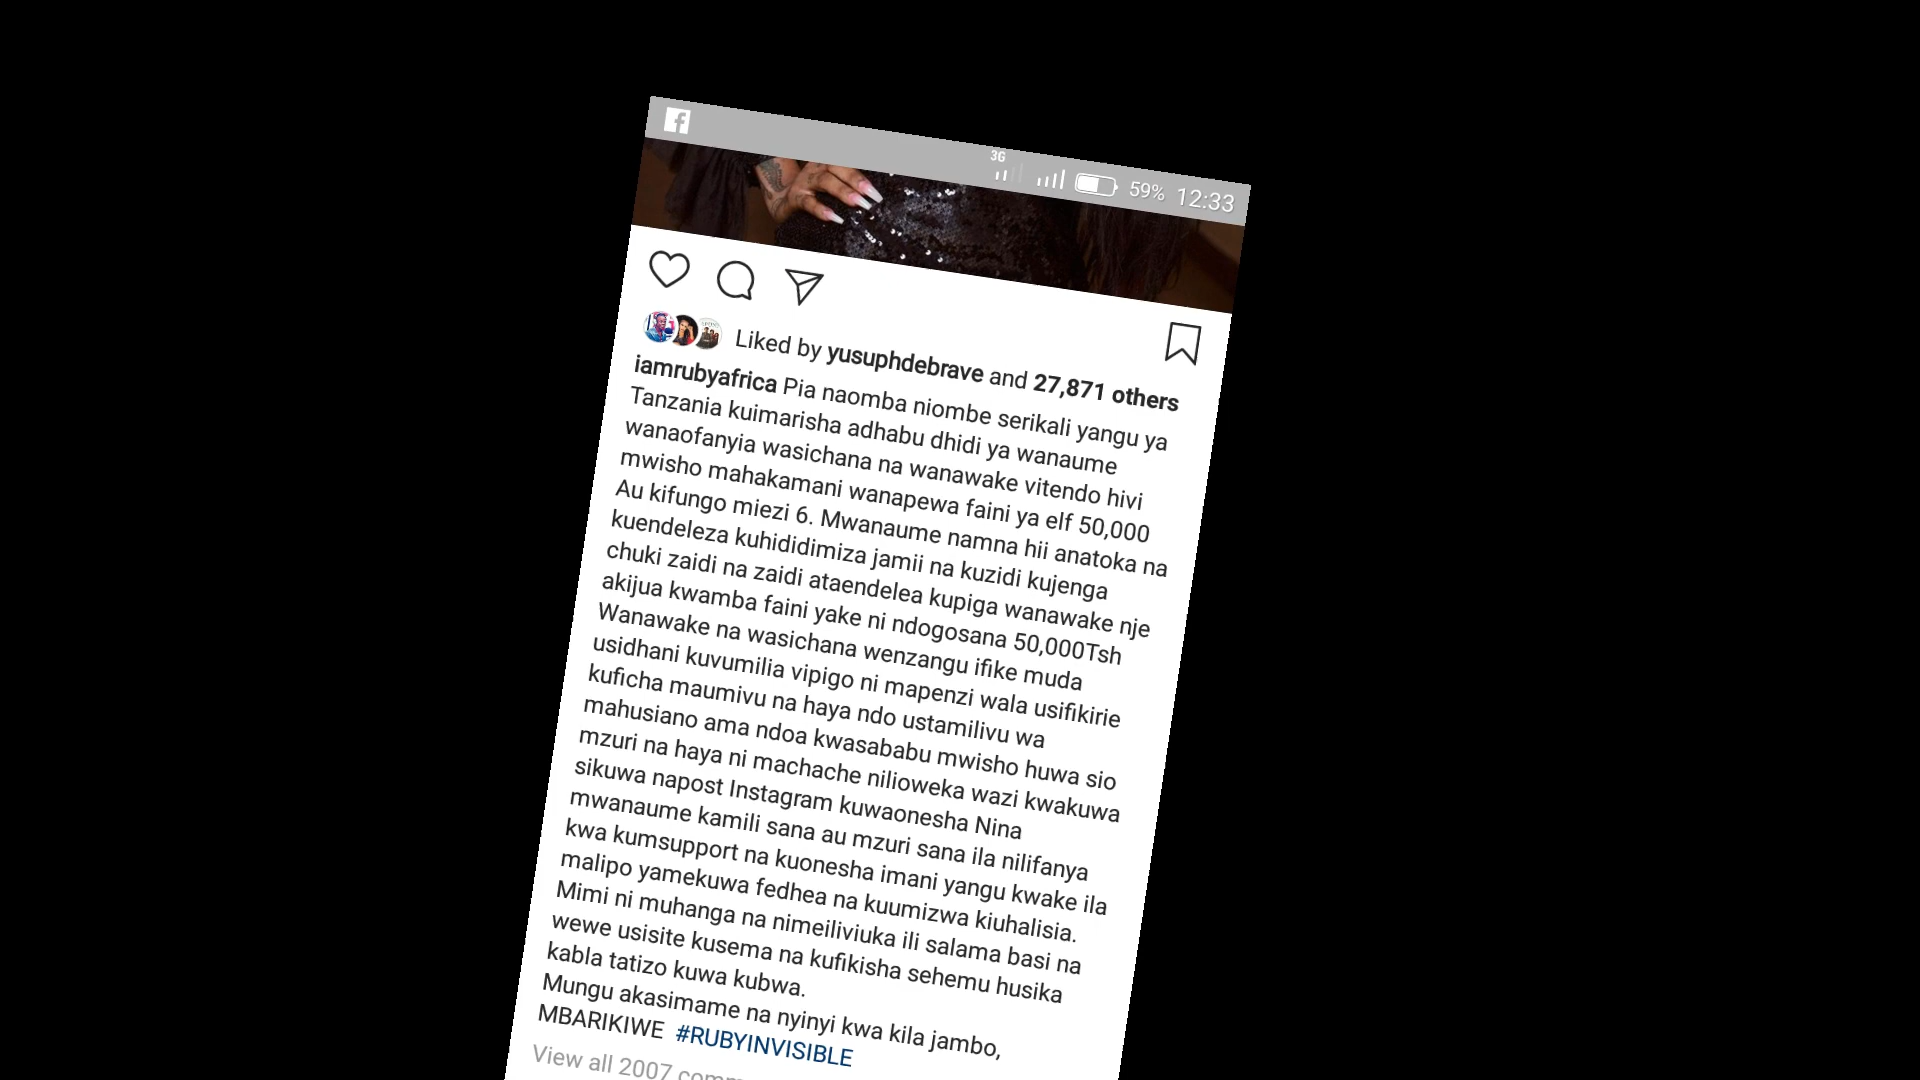 3G
59% 12:33
Liked by yusuphdebrave and 27,871 others
iamrubyafrica Pia naomba niombe serikali yangu ya
Tanzania kuimarisha adhabu dhidi ya wanaume
wanaofanyia wasichana na wanawake vitendo hivi
mwisho mahakamani wanapewa faini ya elf 50,000
Au kifungo miezi 6. Mwanaume namna hii anatoka na
kuendeleza kuhididimiza jamii na kuzidi kujenga
chuki zaidi na zaidi ataendelea kupiga wanawake nje
akijua kwamba faini yake ni ndogosana 50,000Tsh
Wanawake na wasichana wenzangu ifike muda
usidhani kuvumilia vipigo ni mapenzi wala usifikirie
kuficha maumivu na haya ndo ustamilivu wa
mahusiano ama ndoa kwasababu mwisho huwa sio
mzuri na haya ni machache nilioweka wazi kwakuwa
sikuwa napost Instagram kuwaonesha Nina
mwanaume kamili sana au mzuri sana ila nilifanya
kwa kumsupport na kuonesha imani yangu kwake ila
malipo yamekuwa fedhea na kuumizwa kiuhalisia.
Mimi ni muhanga na nimeiliviuka ili salama basi na
wewe usisite kusema na kufikisha sehemu husika
kabla tatizo kuwa kubwa.
Mungu akasimame na nyinyi kwa kila jambo,
MBARIKIWE #RUBYINVISIBLE
View all 2007